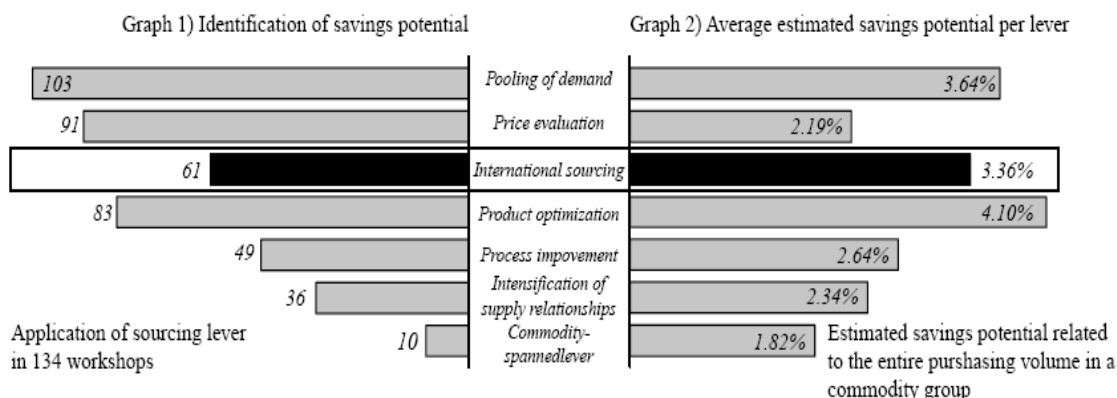 Graph 1) Identification of savings potential
Graph 2) Average estimated savings potential per lever
103
Pooling of demand
3.64%
91
Price evaluation
2.19%
61
International sourcing
3.36%
83
Product optimization
4.10%
49
Process impovement
2.64%
36
Intensification of
supply relationships
2.34%
10
Commodity-
spannedlever
1.82%
Application of sourcing lever
in 134 workshops
Estimated savings potential related
to the entire purshasing volume in a
commodity group